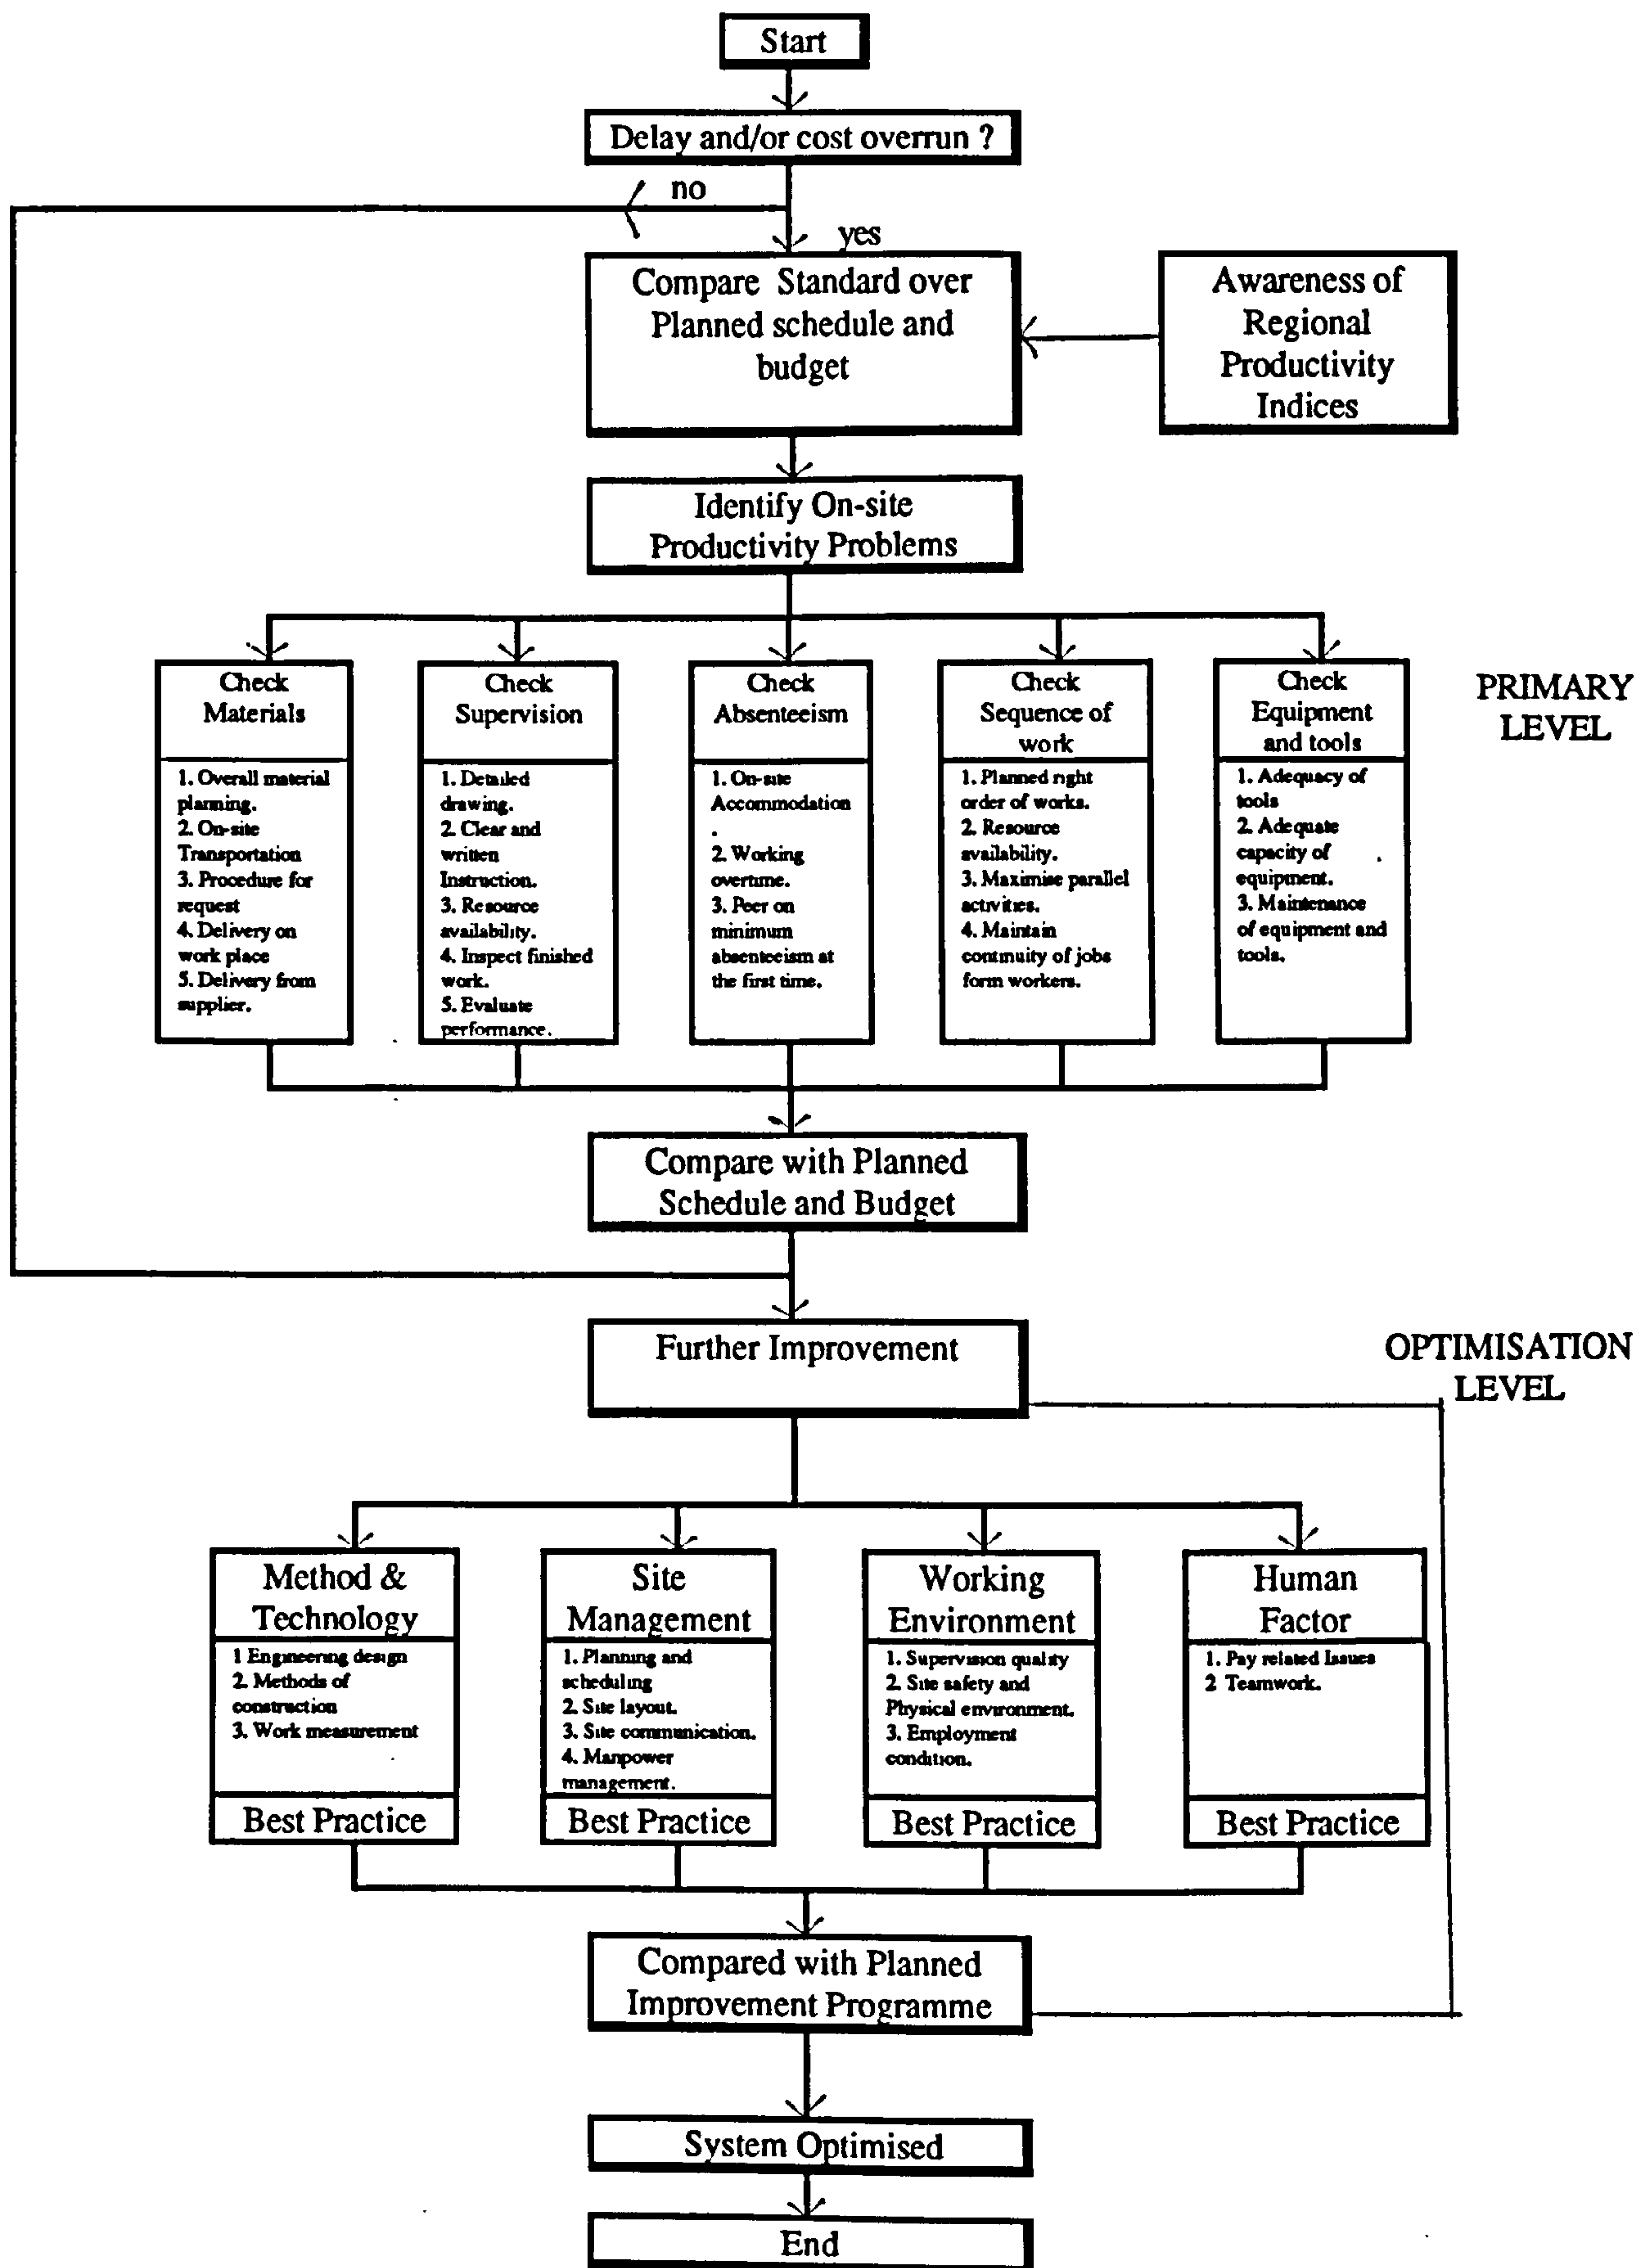 Start
Delay and/or cost overrun ?
no
yes
Compare Standard over
Planned schedule and
budget
Awareness of
Regional
Productivity
Indices
Identify On-site
Productivity Problems
Check
Materials
1. Overall material
planning.
2. On-site
Transportation
3. Procedure for
request
4. Delivery on
work place
5. Delivery from
supplier.
Check
Supervision
1. Detailed
drawing.
2. Clear and
written
Instruction.
3. Resource
availability.
4. Inspect finished
work.
5. Evaluate
performance.
Check
Absenteeism
1. On-site
Accommodation
.
2. Working
overtime.
3. Peer on
minimum
absenteeism at
the first time.
Check
Sequence of
work
1. Planned right
order of works.
2. Resource
availability.
3. Maximise parallel
activities.
4. Maintain
continuity of jobs
form workers.
Check
Equipment
and tools
1. Adequacy of
tools
2. Adequate
capacity of
equipment.
3. Maintenance
of equipment and
tools.
PRIMARY
LEVEL
Compare with Planned
Schedule and Budget
Further Improvement
OPTIMISATION
LEVEL
Method &
Technology
1 Engineering design
2. Methods of
construction
3. Work measurement
Best Practice
Site
Management
1. Planning and
scheduling
2. Site layout.
3. Site communication.
4. Manpower
management.
Best Practice
Working
Environment
1. Supervision quality
2. Site safety and
Physical environment.
3. Employment
condition.
Best Practice
Human
Factor
1. Pay related Issues
2 Teamwork.
Best Practice
Compared with Planned
Improvement Programme
System Optimised
End